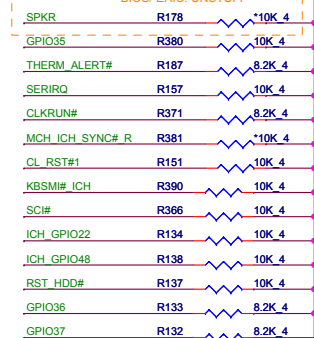 SPKR R178 *10K_4
GPIO35 R380 10K_4
THERM_ALERT# R187 8.2K_4
SERIRQ R157 10K_4
CLKRUN# R371 8.2K_4
MCH_ICH_SYNC#_R R381 *10K_4
CL_RST#1 R151 10K_4
KBSMI#_ICH R390 10K_4
SCI# R366 10K_4
ICH_GPIO22 R134 10K_4
ICH_GPIO48 R138 10K_4
RST_HDD# R137 10K_4
GPIO36 R133 8.2K_4
GPIO37 R132 8.2K_4